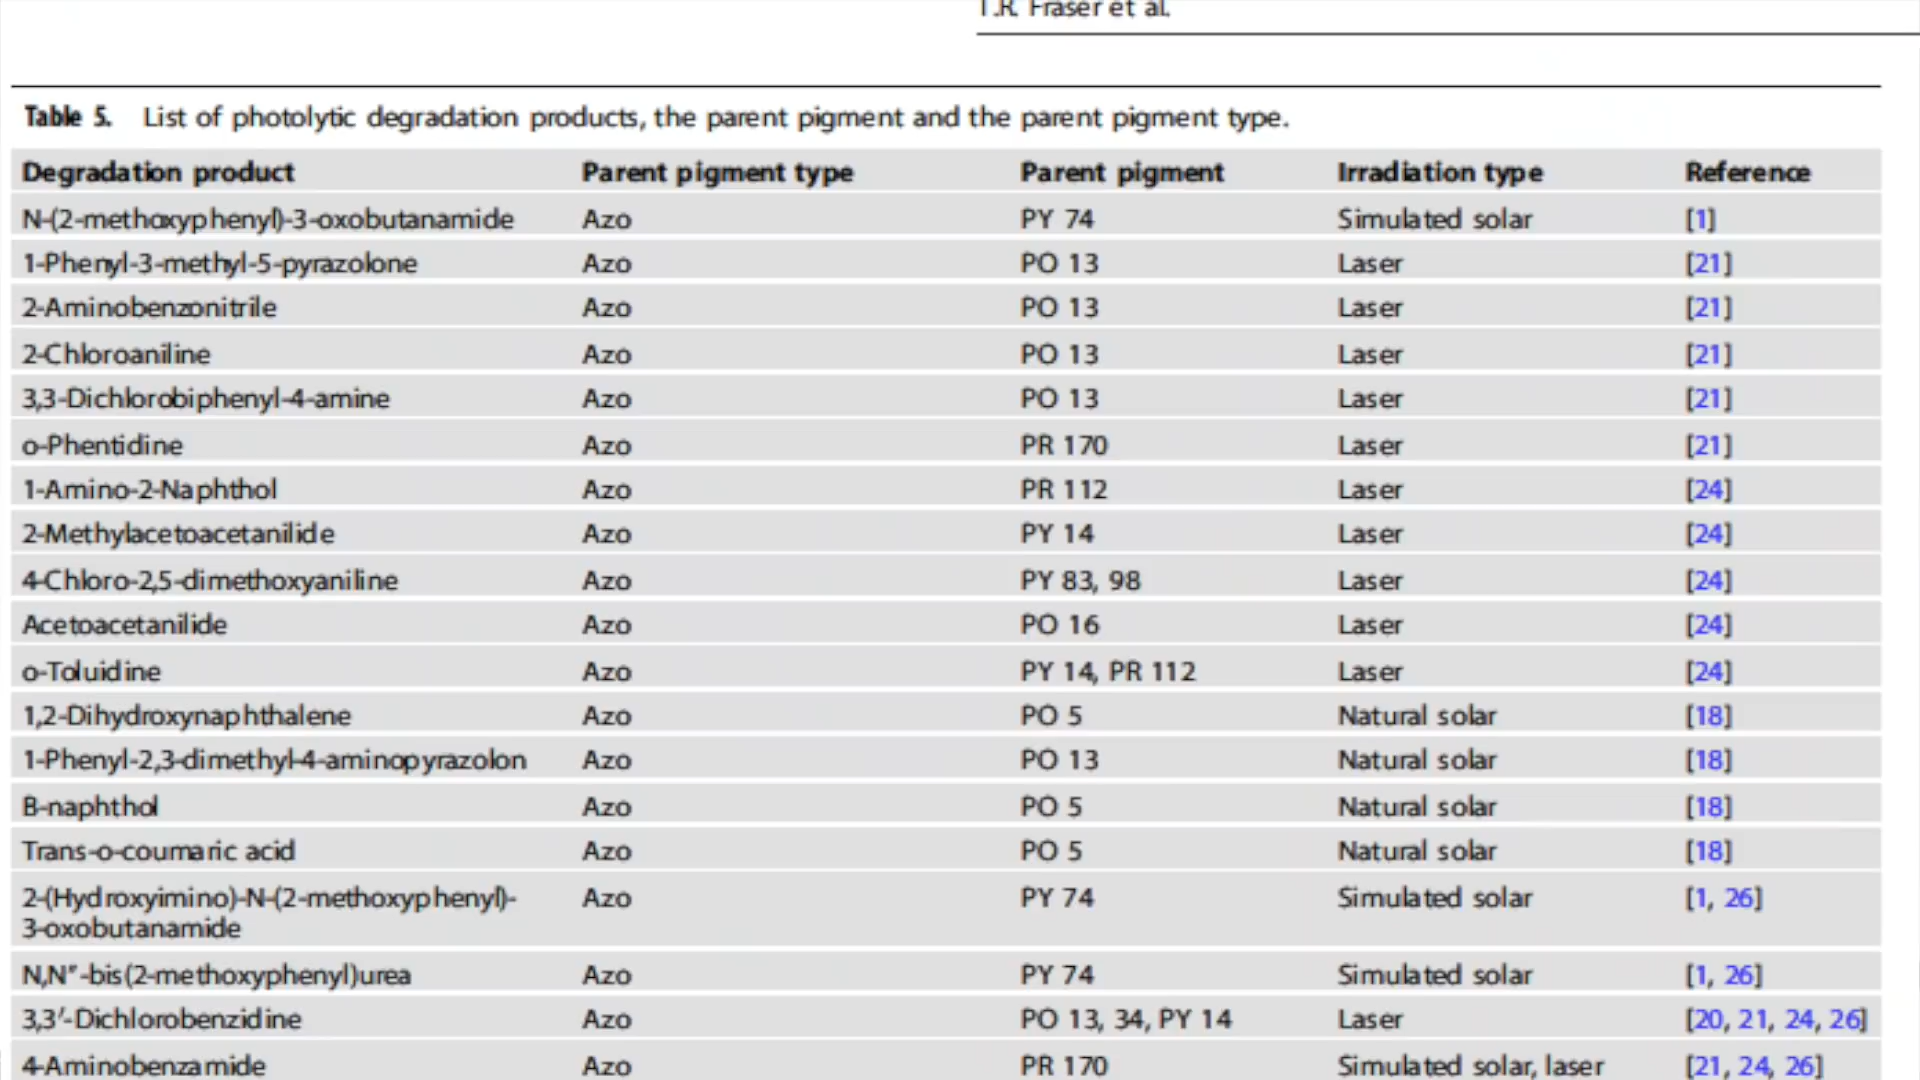 T.R. Fraser et al.
Table 5. List of photolytic degradation products, the parent pigment and the parent pigment type.
Degradation product Parent pigment type Parent pigment Irradiation type Reference
N-(2-methoxyphenyl)-3-oxobutanamide Azo PY 74 Simulated solar [1]
1-Phenyl-3-methyl-5-pyrazolone Azo PO 13 Laser [21]
2-Aminobenzonitrile Azo PO 13 Laser [21]
2-Chloroaniline Azo PO 13 Laser [21]
3,3-Dichlorobiphenyl-4-amine Azo PO 13 Laser [21]
o-Phentidine Azo PR 170 Laser [21]
1-Amino-2-Naphthol Azo PR 112 Laser [24]
2-Methylacetoacetanilide Azo PY 14 Laser [24]
4-Chloro-2,5-dimethoxyaniline Azo PY 83, 98 Laser [24]
Acetoacetanilide Azo PO 16 Laser [24]
o-Toluidine Azo PY 14, PR 112 Laser [24]
1,2-Dihydroxynaphthalene Azo PO 5 Natural solar [18]
1-Phenyl-2,3-dimethyl-4-aminopyrazolon Azo PO 13 Natural solar [18]
B-naphthol Azo PO 5 Natural solar [18]
Trans-o-coumaric acid Azo PO 5 Natural solar [18]
2-(Hydroxyimino)-N-(2-methoxyphenyl)- Azo PY 74 Simulated solar [1, 26]
3-oxobutanamide
N,N″-bis(2-methoxyphenyl)urea Azo PY 74 Simulated solar [1, 26]
3,3′-Dichlorobenzidine Azo PO 13, 34, PY 14 Laser [20, 21, 24, 26]
4-Aminobenzamide Azo PR 170 Simulated solar, laser [21, 24, 26]